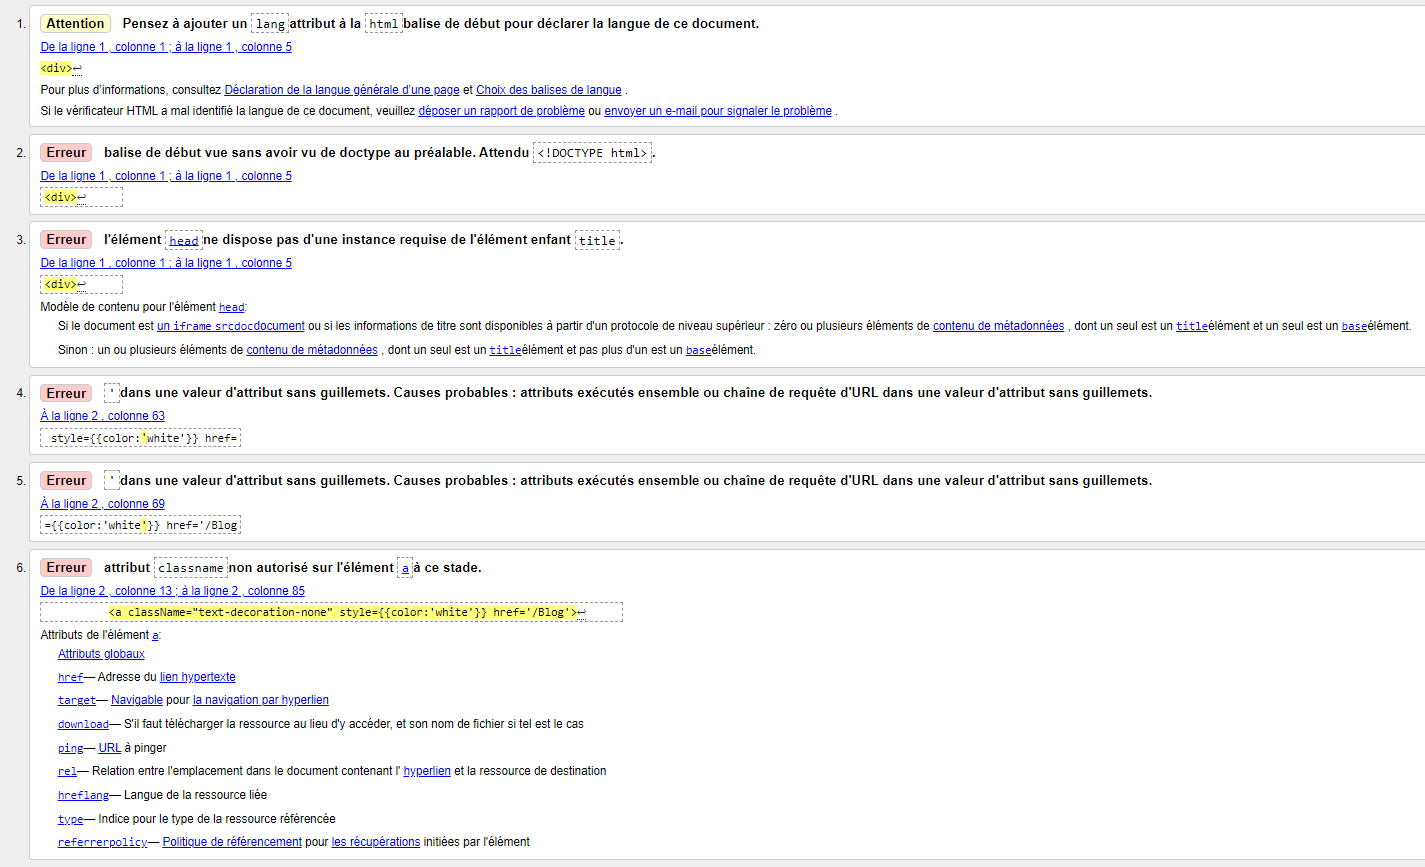 1. Attention Pensez à ajouter un lang attribut à la html balise de début pour déclarer la langue de ce document.
De la ligne 1 , colonne 1 ; à la ligne 1 , colonne 5
<div>↩
Pour plus d'informations, consultez Déclaration de la langue générale d'une page et Choix des balises de langue .
Si le vérificateur HTML a mal identifié la langue de ce document, veuillez déposer un rapport de problème ou envoyer un e-mail pour signaler le problème .
2. Erreur balise de début vue sans avoir vu de doctype au préalable. Attendu <!DOCTYPE html>.
De la ligne 1 , colonne 1 ; à la ligne 1 , colonne 5
<div>↩
3. Erreur l'élément head ne dispose pas d'une instance requise de l'élément enfant title.
De la ligne 1 , colonne 1 ; à la ligne 1 , colonne 5
<div>↩
Modèle de contenu pour l'élément head:
Si le document est un iframe srcdocdocument ou si les informations de titre sont disponibles à partir d'un protocole de niveau supérieur : zéro ou plusieurs éléments de contenu de métadonnées , dont un seul est un titleélément et un seul est un baseélément.
Sinon : un ou plusieurs éléments de contenu de métadonnées , dont un seul est un titleélément et pas plus d'un est un baseélément.
4. Erreur ' dans une valeur d'attribut sans guillemets. Causes probables : attributs exécutés ensemble ou chaîne de requête d'URL dans une valeur d'attribut sans guillemets.
À la ligne 2 , colonne 63
style={{color:'white'}} href=
5. Erreur ' dans une valeur d'attribut sans guillemets. Causes probables : attributs exécutés ensemble ou chaîne de requête d'URL dans une valeur d'attribut sans guillemets.
À la ligne 2 , colonne 69
={{color:'white'}} href='/Blog
6. Erreur attribut classname non autorisé sur l'élément a à ce stade.
De la ligne 2 , colonne 13 ; à la ligne 2 , colonne 85
<a className="text-decoration-none" style={{color:'white'}} href='/Blog'>↩
Attributs de l'élément a:
Attributs globaux
href— Adresse du lien hypertexte
target— Navigable pour la navigation par hyperlien
download— S'il faut télécharger la ressource au lieu d'y accéder, et son nom de fichier si tel est le cas
ping— URL à pinger
rel— Relation entre l'emplacement dans le document contenant l' hyperlien et la ressource de destination
hreflang— Langue de la ressource liée
type— Indice pour le type de la ressource référencée
referrerpolicy— Politique de référencement pour les récupérations initiées par l'élément